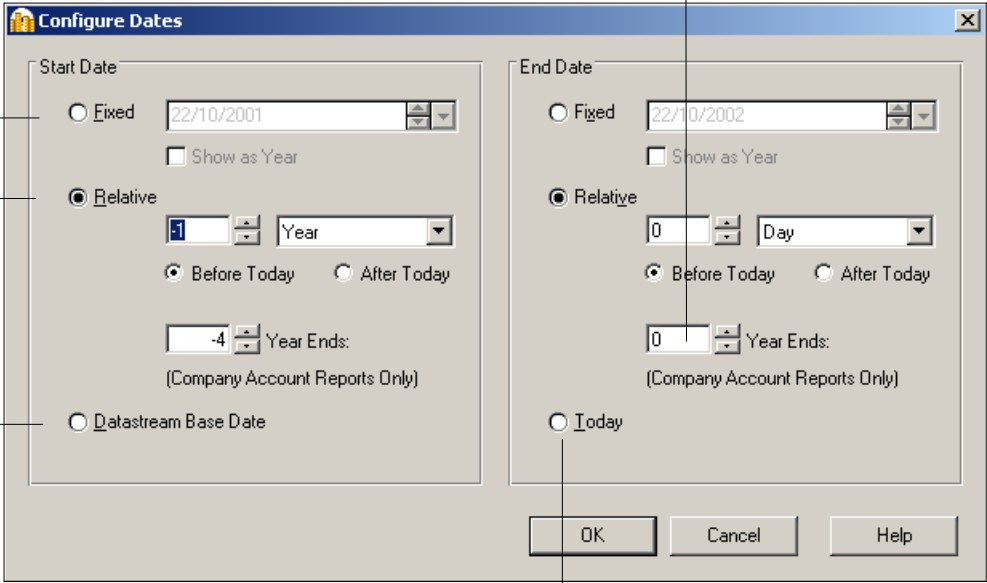 Configure Dates
Start Date
Fixed
22/10/2001
Show as Year
Relative
-1
Year
Before Today
After Today
-4
Year Ends:
(Company Account Reports Only)
Datastream Base Date
End Date
Fixed
22/10/2002
Show as Year
Relative
0
Day
Before Today
After Today
0
Year Ends:
(Company Account Reports Only)
Today
OK
Cancel
Help